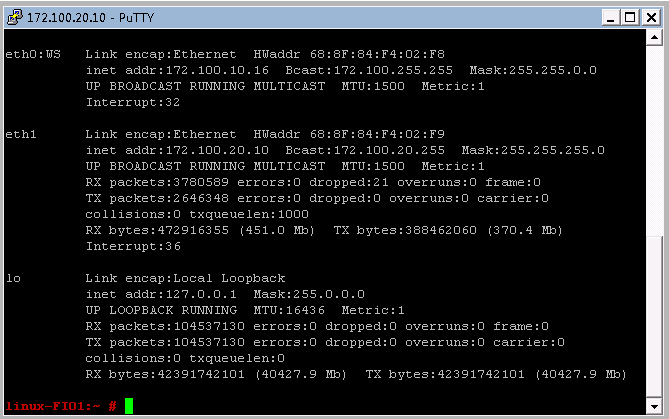 172.100.20.10 - PuTTY
eth0:WS Link encap:Ethernet HWaddr 68:8F:84:F4:02:F8
inet addr:172.100.10.16 Bcast:172.100.255.255 Mask:255.255.0.0
UP BROADCAST RUNNING MULTICAST MTU:1500 Metric:1
Interrupt:32
eth1 Link encap:Ethernet HWaddr 68:8F:84:F4:02:F9
inet addr:172.100.20.10 Bcast:172.100.20.255 Mask:255.255.255.0
UP BROADCAST RUNNING MULTICAST MTU:1500 Metric:1
RX packets:3780589 errors:0 dropped:21 overruns:0 frame:0
TX packets:2646348 errors:0 dropped:0 overruns:0 carrier:0
collisions:0 txqueuelen:1000
RX bytes:472916355 (451.0 Mb) TX bytes:388462060 (370.4 Mb)
Interrupt:36
lo Link encap:Local Loopback
inet addr:127.0.0.1 Mask:255.0.0.0
UP LOOPBACK RUNNING MTU:16436 Metric:1
RX packets:104537130 errors:0 dropped:0 overruns:0 frame:0
TX packets:104537130 errors:0 dropped:0 overruns:0 carrier:0
collisions:0 txqueuelen:0
RX bytes:42391742101 (40427.9 Mb) TX bytes:42391742101 (40427.9 Mb)
linux-FI01:~ #